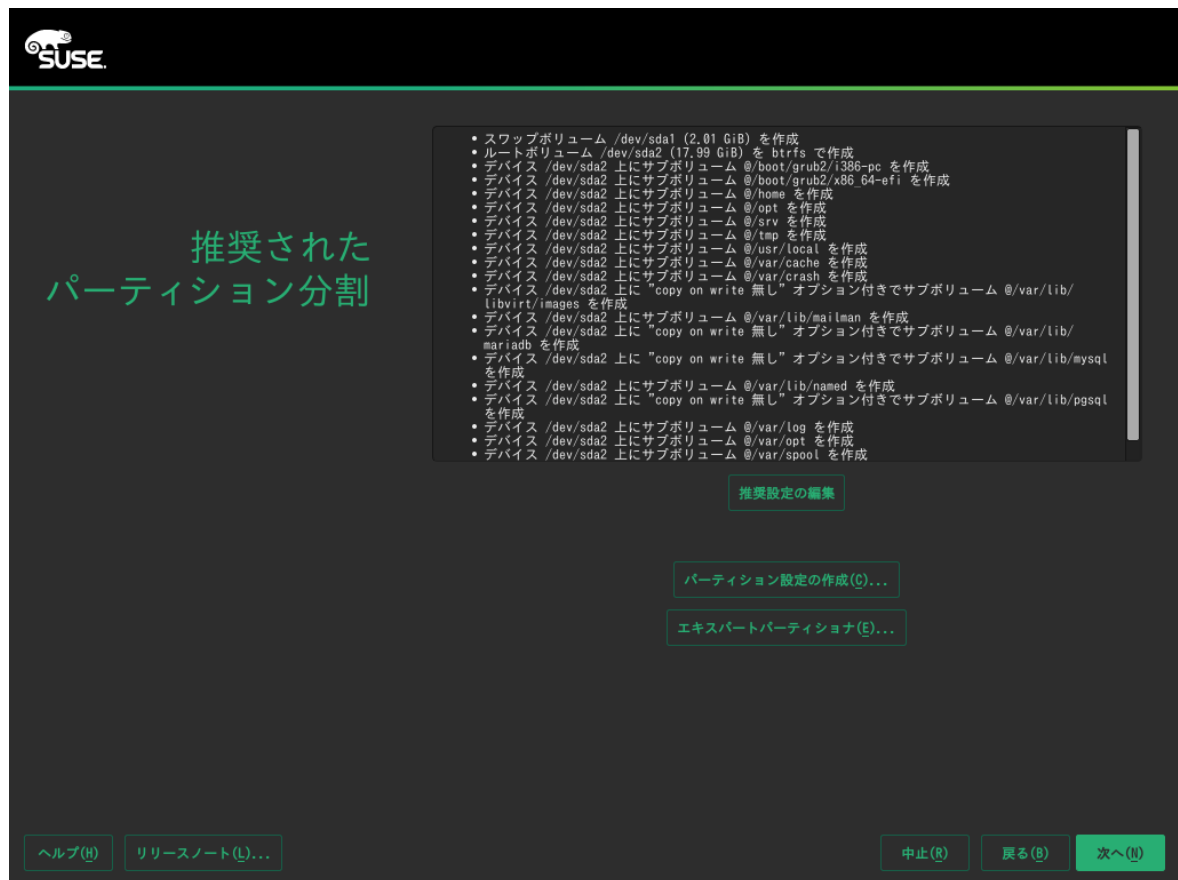 SUSE.
• スワップボリューム /dev/sda1 (2.01 GiB) を作成
• ルートボリューム /dev/sda2 (17.99 GiB) を btrfs で作成
• デバイス /dev/sda2 上にサブボリューム @/boot/grub2/i386-pc を作成
• デバイス /dev/sda2 上にサブボリューム @/boot/grub2/x86_64-efi を作成
• デバイス /dev/sda2 上にサブボリューム @/home を作成
• デバイス /dev/sda2 上にサブボリューム @/opt を作成
• デバイス /dev/sda2 上にサブボリューム @/srv を作成
• デバイス /dev/sda2 上にサブボリューム @/tmp を作成
• デバイス /dev/sda2 上にサブボリューム @/usr/local を作成
• デバイス /dev/sda2 上にサブボリューム @/var/cache を作成
• デバイス /dev/sda2 上にサブボリューム @/var/crash を作成
• デバイス /dev/sda2 上に "copy on write 無し" オプション付きでサブボリューム @/var/lib/
libvirt/images を作成
• デバイス /dev/sda2 上にサブボリューム @/var/lib/mailman を作成
• デバイス /dev/sda2 上に "copy on write 無し" オプション付きでサブボリューム @/var/lib/
mariadb を作成
• デバイス /dev/sda2 上に "copy on write 無し" オプション付きでサブボリューム @/var/lib/mysql
を作成
• デバイス /dev/sda2 上にサブボリューム @/var/lib/named を作成
• デバイス /dev/sda2 上に "copy on write 無し" オプション付きでサブボリューム @/var/lib/pgsql
を作成
• デバイス /dev/sda2 上にサブボリューム @/var/log を作成
• デバイス /dev/sda2 上にサブボリューム @/var/opt を作成
• デバイス /dev/sda2 上にサブボリューム @/var/spool を作成
推奨された
パーティション分割
推奨設定の編集
パーティション設定の作成(C)...
エキスパートパーティショナ(E)...
ヘルプ(H)
リリースノート(L)...
中止(R)
戻る(B)
次へ(N)